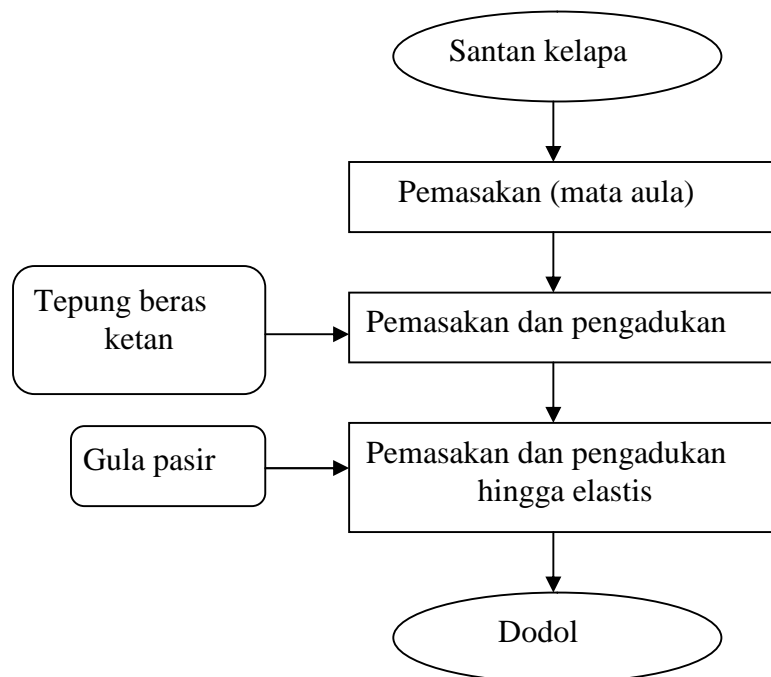 Santan kelapa
Pemasakan (mata aula)
Tepung beras
ketan
Pemasakan dan pengadukan
Gula pasir
Pemasakan dan pengadukan
hingga elastis
Dodol